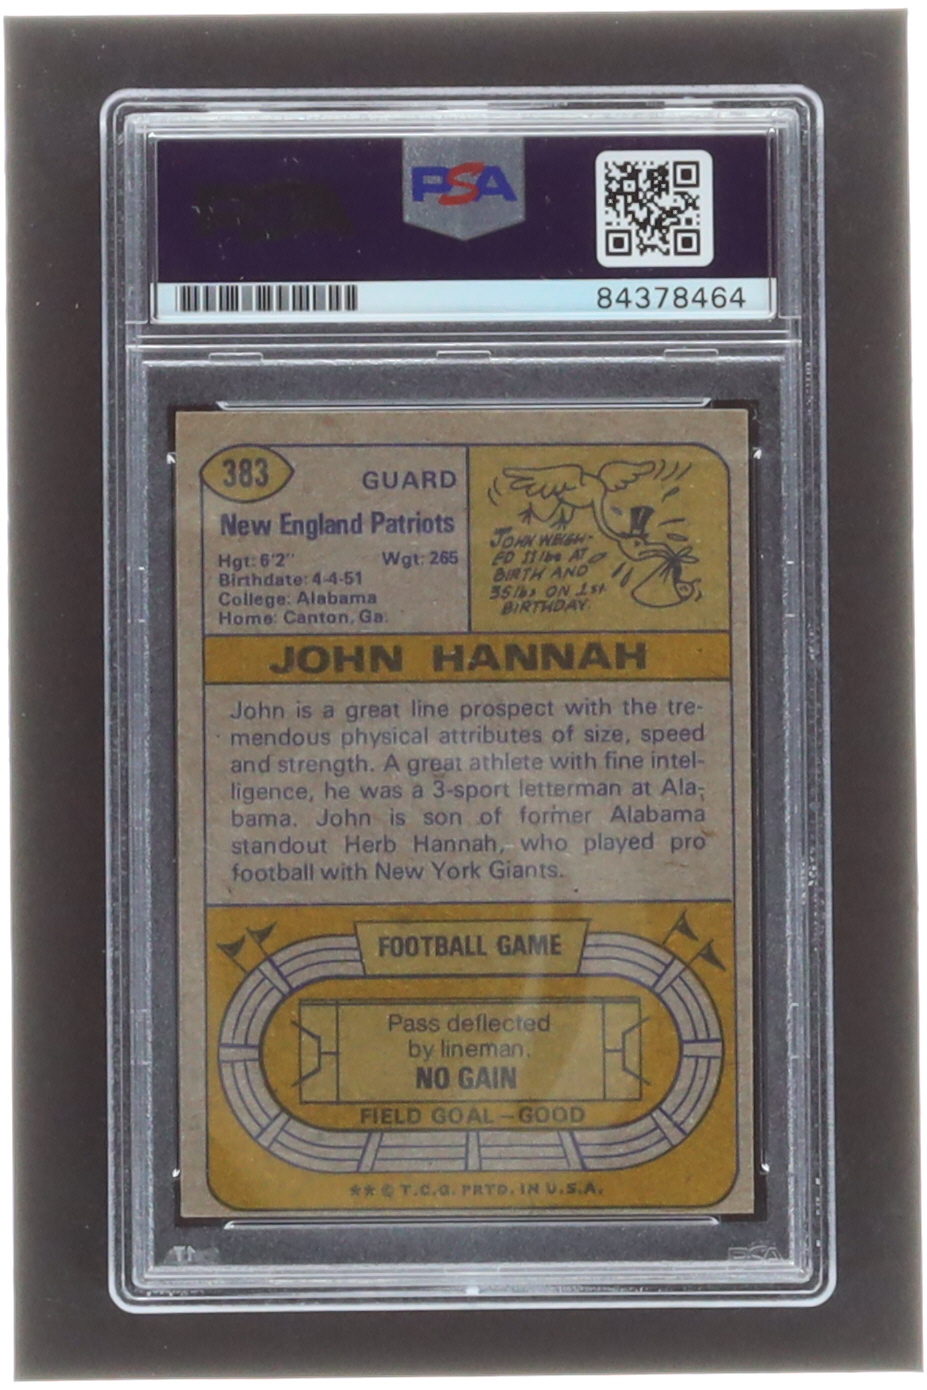 PSA
84378464
383
GUARD
New England Patriots
Hgt: 6'2" Wgt: 265
Birthdate: 4-4-51
College: Alabama
Home: Canton, Ga.
JOHN WEIGH-
ED 11 lbs AT
BIRTH AND
35 lbs ON 1st
BIRTHDAY.
JOHN HANNAH
John is a great line prospect with the tre-
mendous physical attributes of size, speed
and strength. A great athlete with fine intel-
ligence, he was a 3-sport letterman at Ala-
bama. John is son of former Alabama
standout Herb Hannah, who played pro
football with New York Giants.
FOOTBALL GAME
Pass deflected
by lineman.
NO GAIN
FIELD GOAL — GOOD
★★ © T.C.G. PRTD. IN U.S.A.
PSA